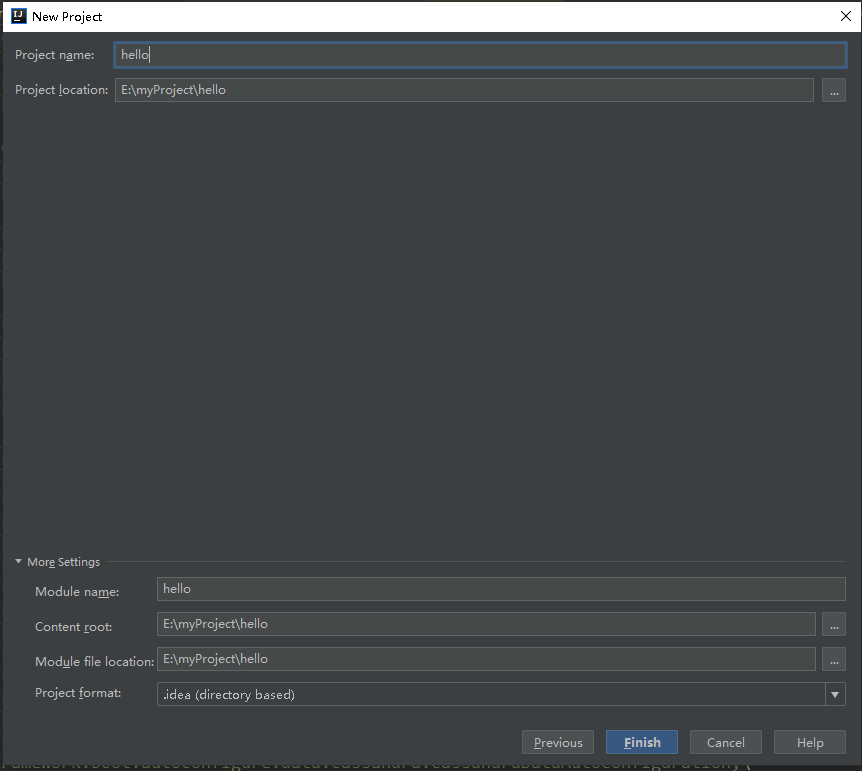 IJ New Project
Project name: hello
Project location: E:\myProject\hello ...
More Settings
Module name: hello
Content root: E:\myProject\hello ...
Module file location: E:\myProject\hello ...
Project format: .idea (directory based)
Previous Finish Cancel Help